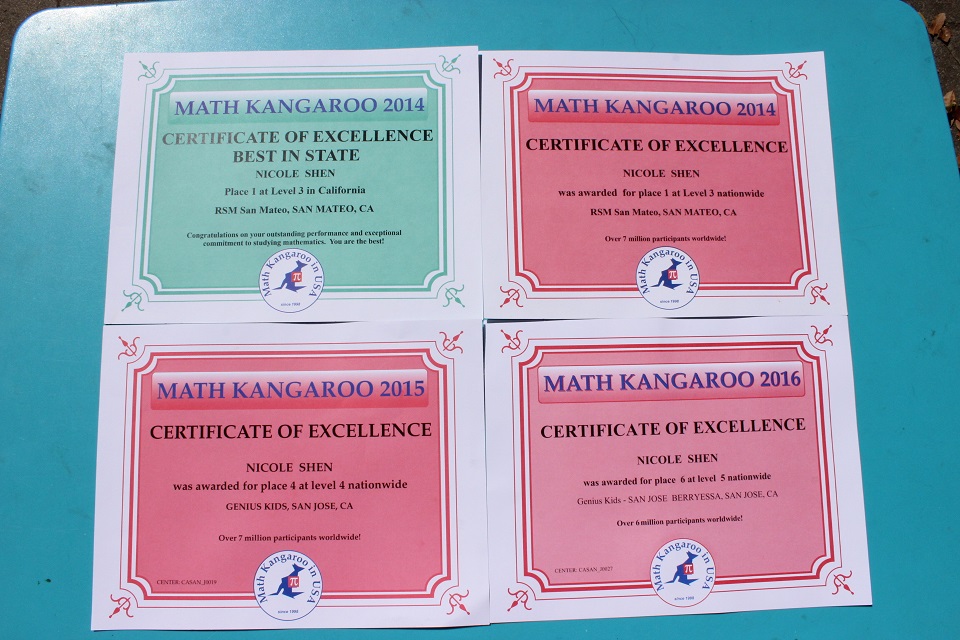 MATH KANGAROO 2014
CERTIFICATE OF EXCELLENCE
BEST IN STATE
NICOLE SHEN
Place 1 at Level 3 in California
RSM San Mateo, SAN MATEO, CA
Congratulations on your outstanding performance and exceptional
commitment to studying mathematics. You are the best!
Math Kangaroo in USA
π
since 1998
MATH KANGAROO 2014
CERTIFICATE OF EXCELLENCE
NICOLE SHEN
was awarded for place 1 at Level 3 nationwide
RSM San Mateo, SAN MATEO, CA
Over 7 million participants worldwide!
Math Kangaroo in USA
π
since 1998
MATH KANGAROO 2015
CERTIFICATE OF EXCELLENCE
NICOLE SHEN
was awarded for place 4 at level 4 nationwide
GENIUS KIDS, SAN JOSE, CA
Over 7 million participants worldwide!
CENTER: CASAN_J0019
Math Kangaroo in USA
π
since 1998
MATH KANGAROO 2016
CERTIFICATE OF EXCELLENCE
NICOLE SHEN
was awarded for place 6 at level 5 nationwide
Genius Kids - SAN JOSE BERRYESSA, SAN JOSE, CA
Over 6 million participants worldwide!
CENTER: CASAN_J0027
Math Kangaroo in USA
π
since 1998